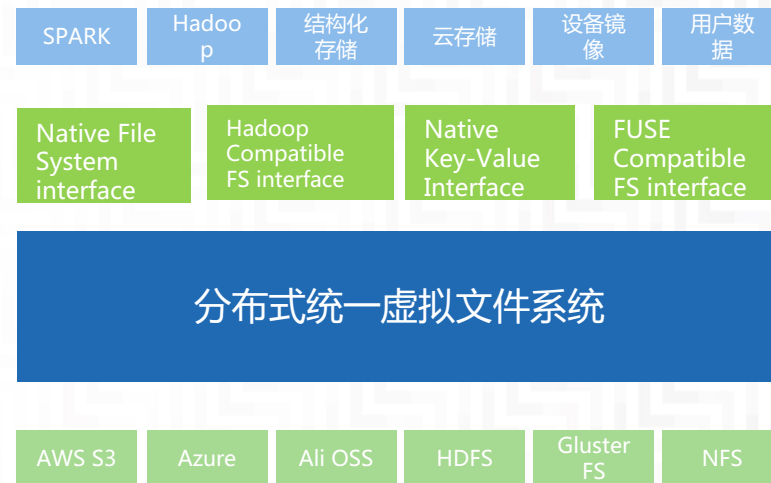 SPARK
Hadoo
p
结构化
存储
云存储
设备镜
像
用户数
据
Native File
System
interface
Hadoop
Compatible
FS interface
Native
Key-Value
Interface
FUSE
Compatible
FS interface
分布式统一虚拟文件系统
AWS S3
Azure
Ali OSS
HDFS
Gluster
FS
NFS